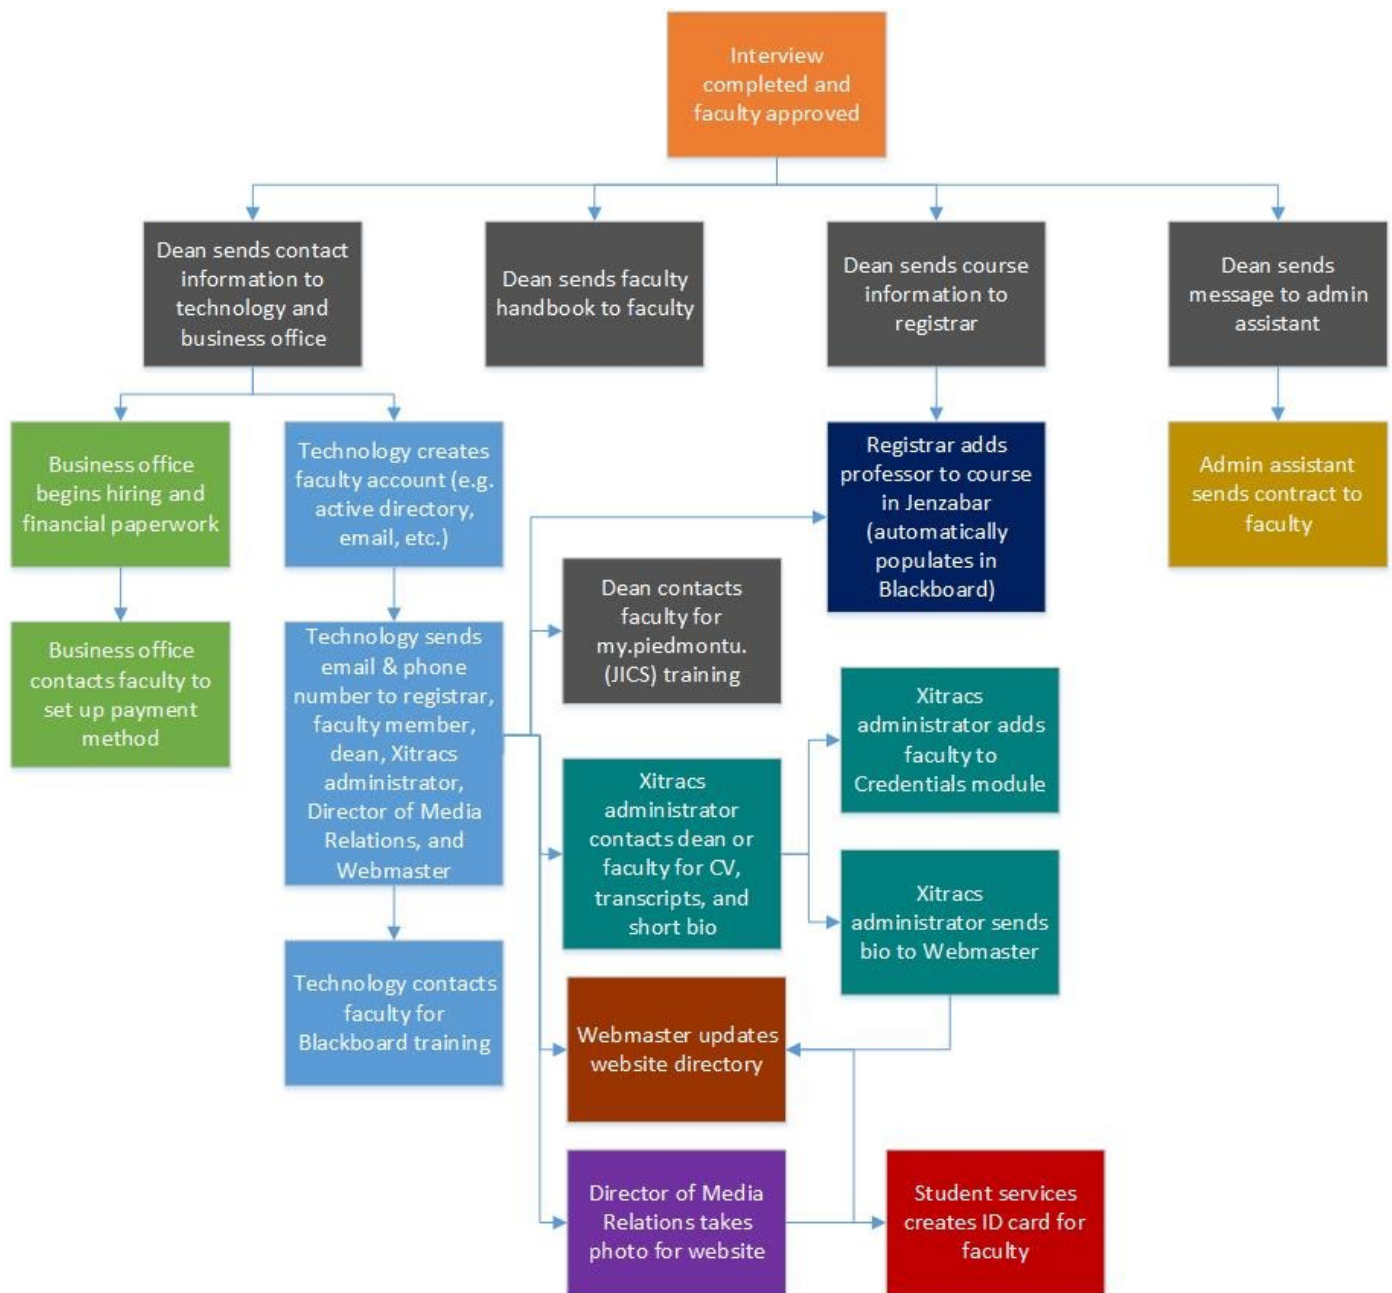 Interview
completed and
faculty approved
Dean sends contact
information to
technology and
business office
Dean sends faculty
handbook to faculty
Dean sends course
information to
registrar
Dean sends
message to admin
assistant
Business office
begins hiring and
financial paperwork
Technology creates
faculty account (e.g.
active directory,
email, etc.)
Registrar adds
professor to course
in Jenzabar
(automatically
populates in
Blackboard)
Admin assistant
sends contract to
faculty
Business office
contacts faculty to
set up payment
method
Technology sends
email & phone
number to registrar,
faculty member,
dean, Xitracs
administrator,
Director of Media
Relations, and
Webmaster
Dean contacts
faculty for
my.piedmontu.
(JICS) training
Xitracs
administrator adds
faculty to
Credentials module
Xitracs
administrator
contacts dean or
faculty for CV,
transcripts, and
short bio
Xitracs
administrator sends
bio to Webmaster
Technology contacts
faculty for
Blackboard training
Webmaster updates
website directory
Director of Media
Relations takes
photo for website
Student services
creates ID card for
faculty